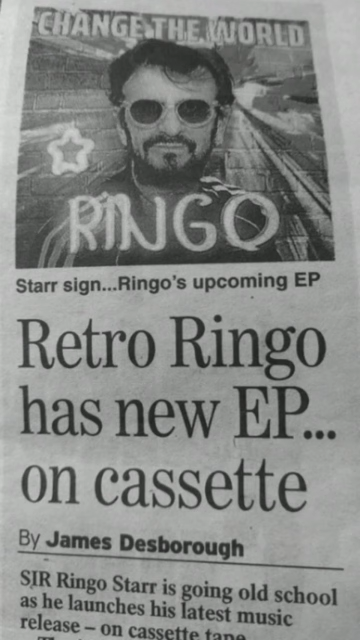 CHANGE THE WORLD
RINGO
Starr sign...Ringo's upcoming EP
Retro Ringo
has new EP...
on cassette
By James Desborough
SIR Ringo Starr is going old school
as he launches his latest music
release – on cassette tape